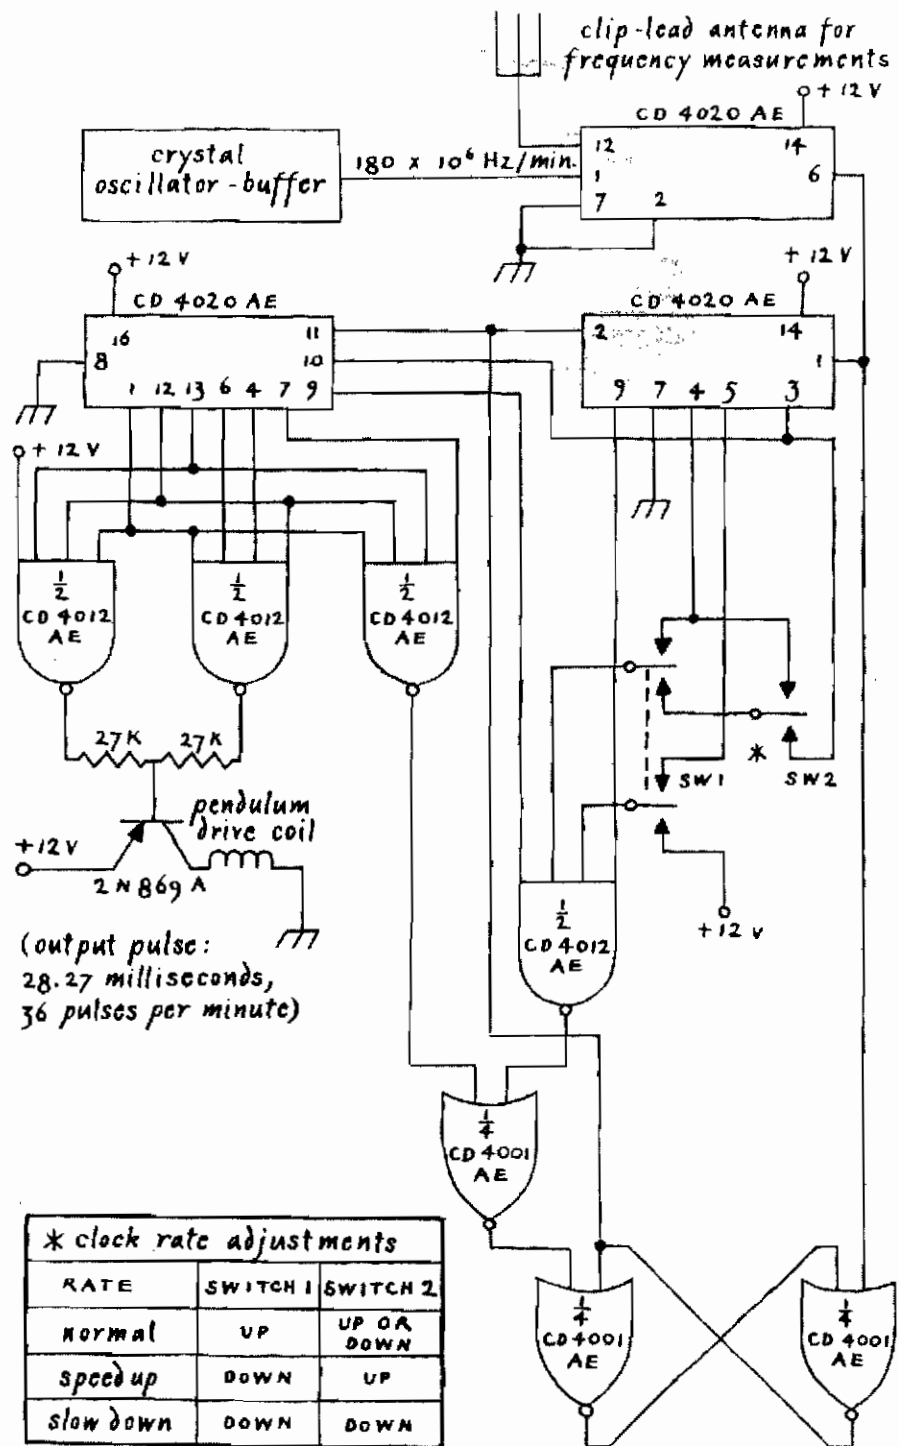 clip-lead antenna for
frequency measurements
+ 12 V
CD 4020 AE
12
14
1
6
7
2
crystal
oscillator-buffer
180 x 10⁶ Hz/min.
+ 12 V
CD 4020 AE
16
11
8
10
1 12 13 6 4 7 9
+ 12 V
CD 4020 AE
2
14
1
9 7 4 5 3
+ 12 V
1/2
CD 4012
AE
1/2
CD 4012
AE
1/2
CD 4012
AE
27K
27K
pendulum
drive coil
+12 V
2N869A
(output pulse:
28.27 milliseconds,
36 pulses per minute)
SW1
*
SW2
+12 V
1/2
CD 4012
AE
1/4
CD 4001
AE
1/4
CD 4001
AE
1/4
CD 4001
AE
* clock rate adjustments
RATE SWITCH 1 SWITCH 2
normal UP UP OR
DOWN
speed up DOWN UP
slow down DOWN DOWN